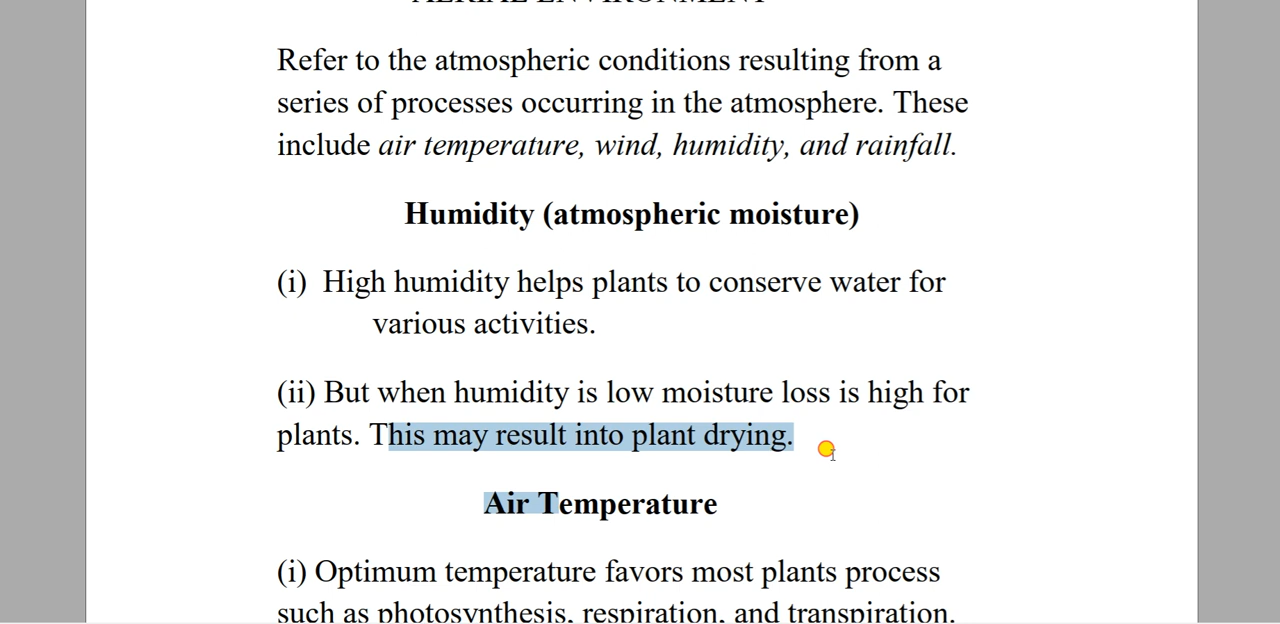 AERIAL ENVIRONMENT
Refer to the atmospheric conditions resulting from a
series of processes occurring in the atmosphere. These
include air temperature, wind, humidity, and rainfall.
Humidity (atmospheric moisture)
(i) High humidity helps plants to conserve water for
various activities.
(ii) But when humidity is low moisture loss is high for
plants. This may result into plant drying.
Air Temperature
(i) Optimum temperature favors most plants process
such as photosynthesis, respiration, and transpiration.